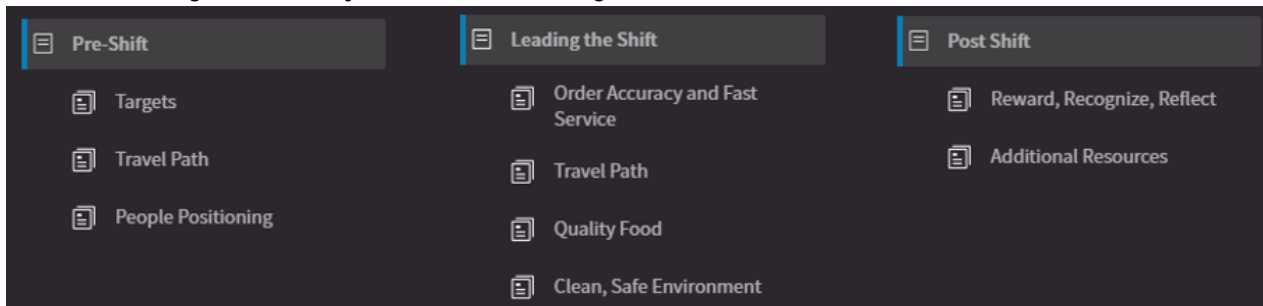 Pre-Shift
Targets
Travel Path
People Positioning
Leading the Shift
Order Accuracy and Fast
Service
Travel Path
Quality Food
Clean, Safe Environment
Post Shift
Reward, Recognize, Reflect
Additional Resources